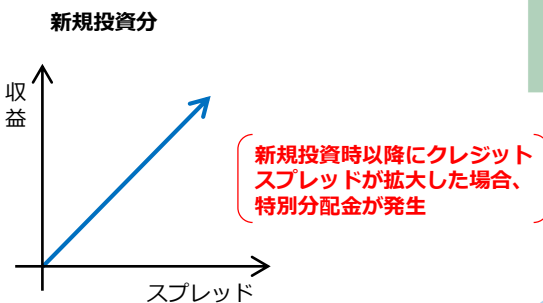 新規投資分
収
益
新規投資時以降にクレジット
スプレッドが拡大した場合、
特別分配金が発生
スプレッド